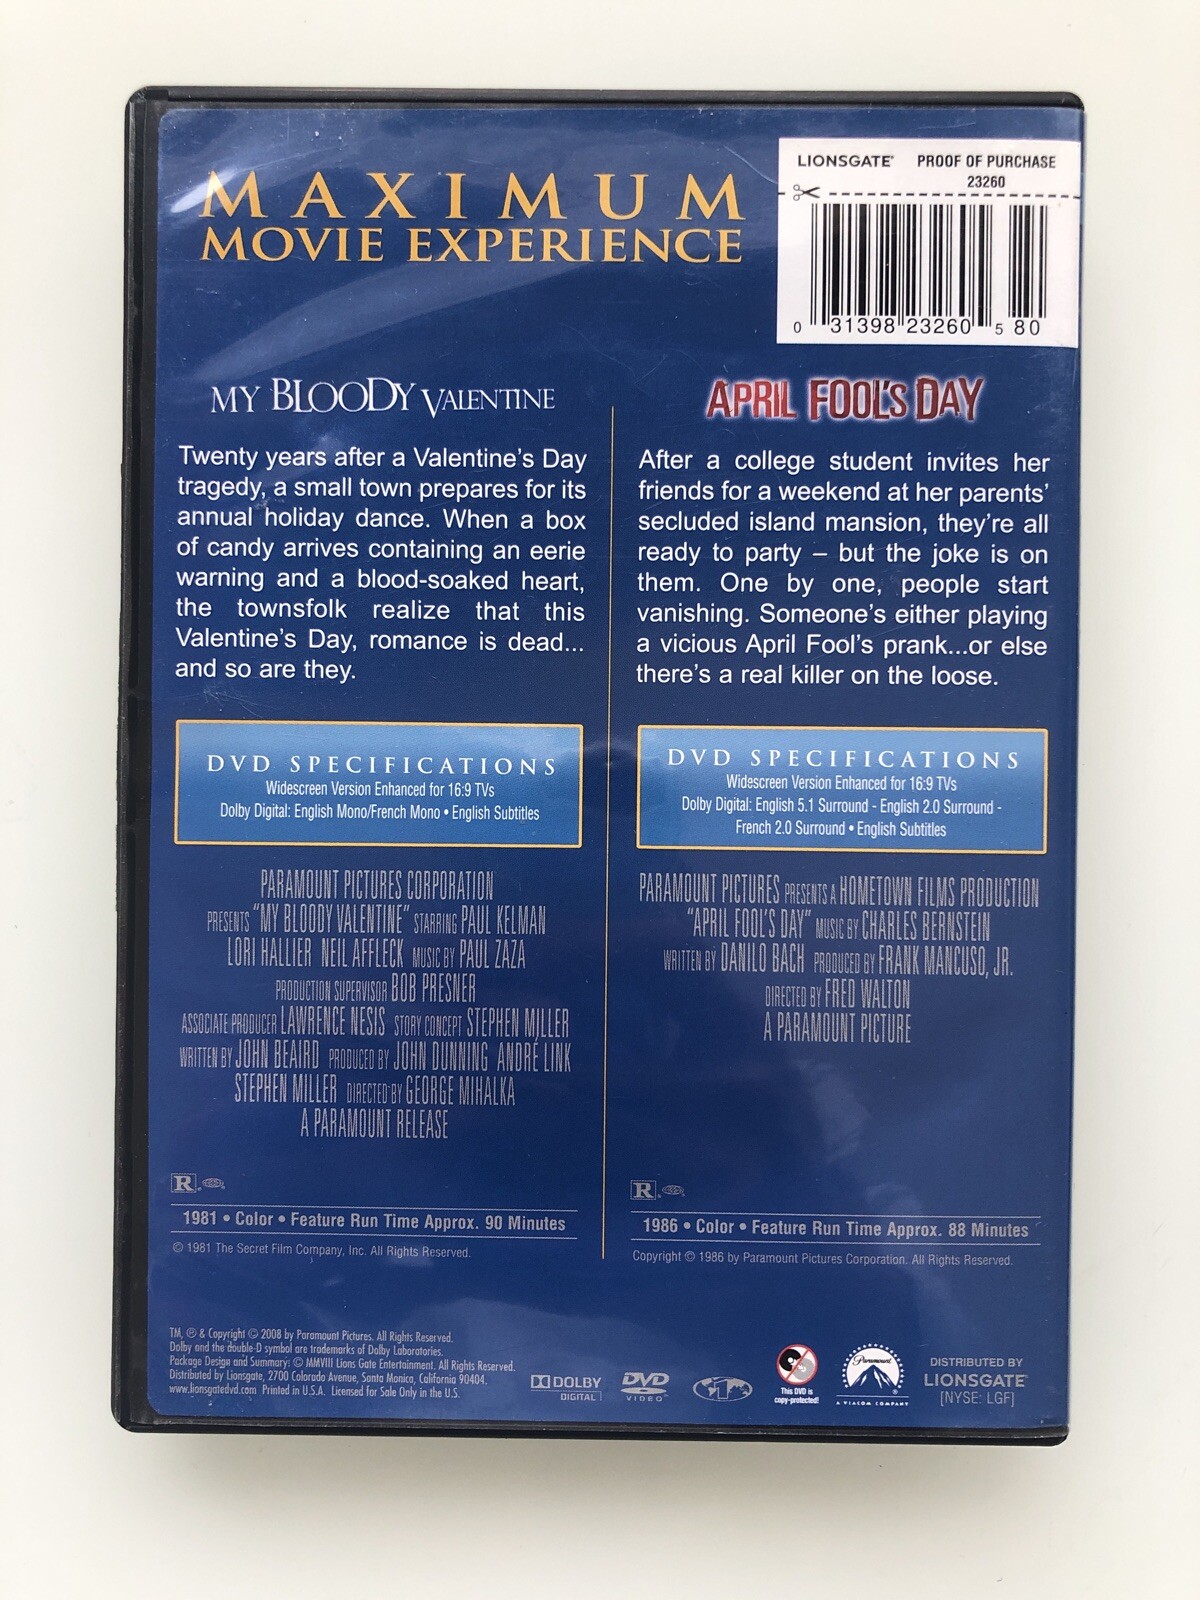 MAXIMUM
MOVIE EXPERIENCE
LIONSGATE® PROOF OF PURCHASE
23260
0 31398 23260 5 80
MY BLOODY VALENTINE
Twenty years after a Valentine's Day
tragedy, a small town prepares for its
annual holiday dance. When a box
of candy arrives containing an eerie
warning and a blood-soaked heart,
the townsfolk realize that this
Valentine's Day, romance is dead...
and so are they.
DVD SPECIFICATIONS
Widescreen Version Enhanced for 16:9 TVs
Dolby Digital: English Mono/French Mono • English Subtitles
PARAMOUNT PICTURES CORPORATION
PRESENTS "MY BLOODY VALENTINE" STARRING PAUL KELMAN
LORI HALLIER NEIL AFFLECK MUSIC BY PAUL ZAZA
PRODUCTION SUPERVISOR BOB PRESNER
ASSOCIATE PRODUCER LAWRENCE NESIS STORY CONCEPT STEPHEN MILLER
WRITTEN BY JOHN BEAIRD PRODUCED BY JOHN DUNNING ANDRÉ LINK
STEPHEN MILLER DIRECTED BY GEORGE MIHALKA
A PARAMOUNT RELEASE
R
1981 • Color • Feature Run Time Approx. 90 Minutes
© 1981 The Secret Film Company, Inc. All Rights Reserved.
APRIL FOOL'S DAY
After a college student invites her
friends for a weekend at her parents'
secluded island mansion, they're all
ready to party – but the joke is on
them. One by one, people start
vanishing. Someone's either playing
a vicious April Fool's prank...or else
there's a real killer on the loose.
DVD SPECIFICATIONS
Widescreen Version Enhanced for 16:9 TVs
Dolby Digital: English 5.1 Surround - English 2.0 Surround -
French 2.0 Surround • English Subtitles
PARAMOUNT PICTURES PRESENTS A HOMETOWN FILMS PRODUCTION
"APRIL FOOL'S DAY" MUSIC BY CHARLES BERNSTEIN
WRITTEN BY DANILO BACH PRODUCED BY FRANK MANCUSO, JR.
DIRECTED BY FRED WALTON
A PARAMOUNT PICTURE
R
1986 • Color • Feature Run Time Approx. 88 Minutes
Copyright © 1986 by Paramount Pictures Corporation. All Rights Reserved.
TM, ® & Copyright © 2008 by Paramount Pictures. All Rights Reserved.
Dolby and the double-D symbol are trademarks of Dolby Laboratories.
Package Design and Summary: © MMVIII Lions Gate Entertainment. All Rights Reserved.
Distributed by Lionsgate, 2700 Colorado Avenue, Santa Monica, California 90404.
www.lionsgatedvd.com Printed in U.S.A. Licensed for Sale Only in the U.S.
DOLBY
DIGITAL
DVD
VIDEO™
1
This DVD is
copy-protected!
Paramount
A VIACOM COMPANY
DISTRIBUTED BY
LIONSGATE®
[NYSE: LGF]